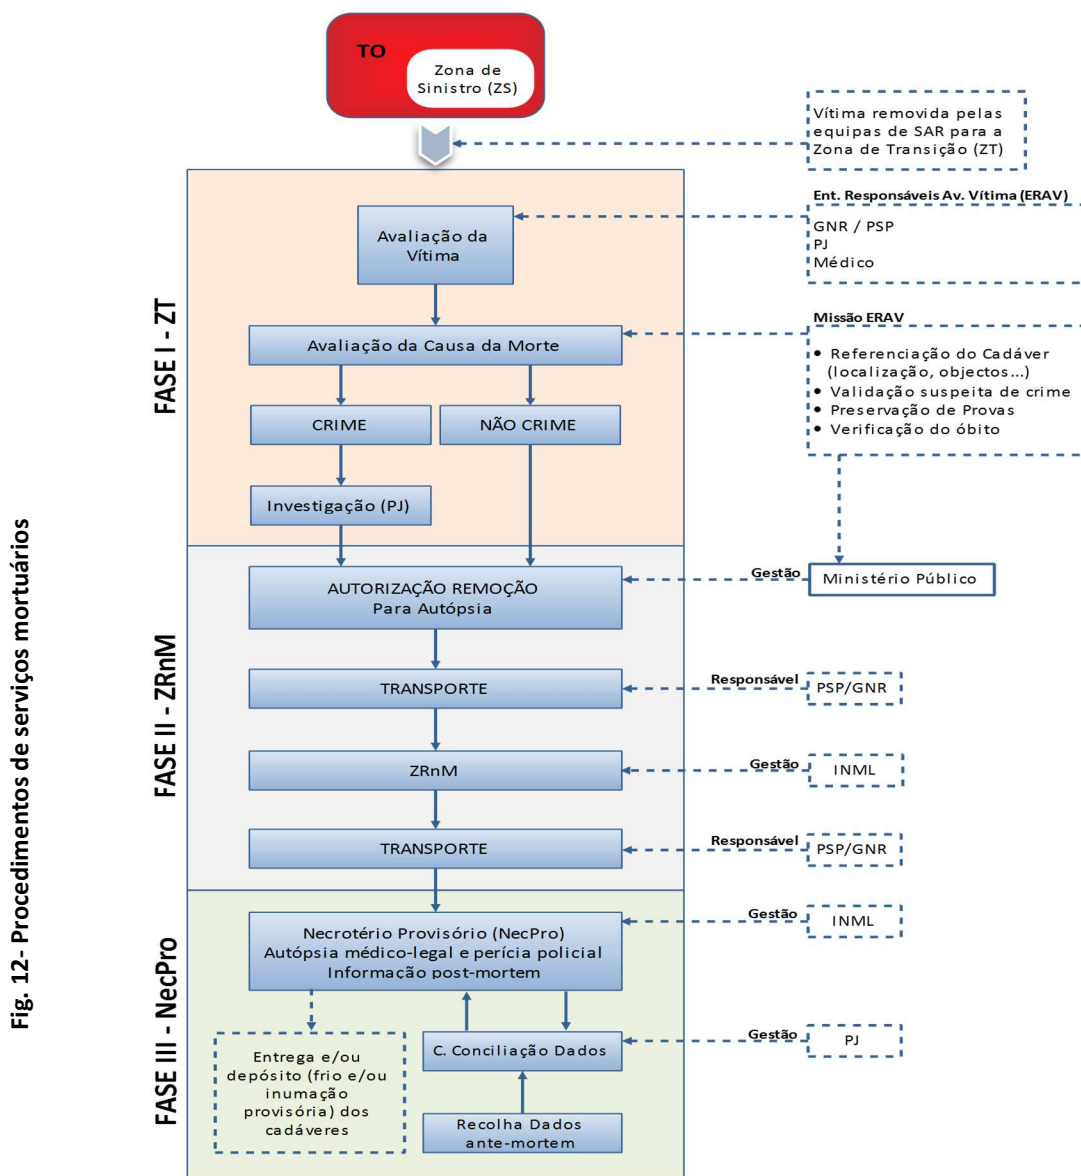 TO
Zona de
Sinistro (ZS)
Vítima removida pelas
equipas de SAR para a
Zona de Transição (ZT)
Ent. Responsáveis Av. Vítima (ERAV)
GNR / PSP
PJ
Médico
Avaliação da
Vítima
Missão ERAV
• Referenciação do Cadáver
(localização, objectos...)
• Validação suspeita de crime
• Preservação de Provas
• Verificação do óbito
Avaliação da Causa da Morte
CRIME
NÃO CRIME
Investigação (PJ)
FASE I - ZT
AUTORIZAÇÃO REMOÇÃO
Para Autópsia
Gestão
Ministério Público
TRANSPORTE
Responsável
PSP/GNR
ZRnM
Gestão
INML
TRANSPORTE
Responsável
PSP/GNR
FASE II - ZRnM
Necrotério Provisório (NecPro)
Autópsia médico-legal e perícia policial
Informação post-mortem
Gestão
INML
C. Conciliação Dados
Gestão
PJ
Entrega e/ou
depósito (frio e/ou
inumação
provisória) dos
cadáveres
Recolha Dados
ante-mortem
FASE III - NecPro
Fig. 12- Procedimentos de serviços mortuários